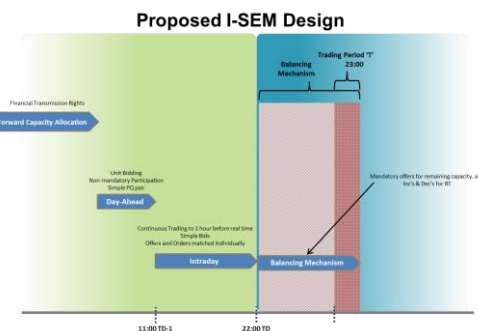 Proposed I-SEM Design
Trading Period 'T'
23:00
Balancing
Mechanism
Financial Transmission Rights
Forward Capacity Allocation
Unit Bidding
Non-mandatory Participation
Simple PQ pair
Day-Ahead
Mandatory offers for remaining capacity, a
Inc's & Dec's for RT
Continuous Trading to 1 hour before real time
Simple Bids
Offers and Orders matched Individually
Intraday
Balancing Mechanism
11:00 TD-1
22:00 TD